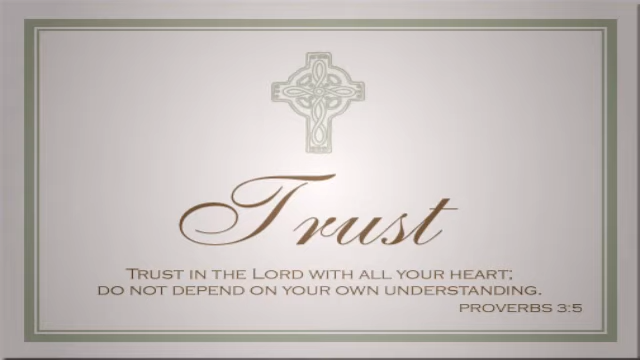 Trust
Trust in the Lord with all your heart;
do not depend on your own understanding.
Proverbs 3:5